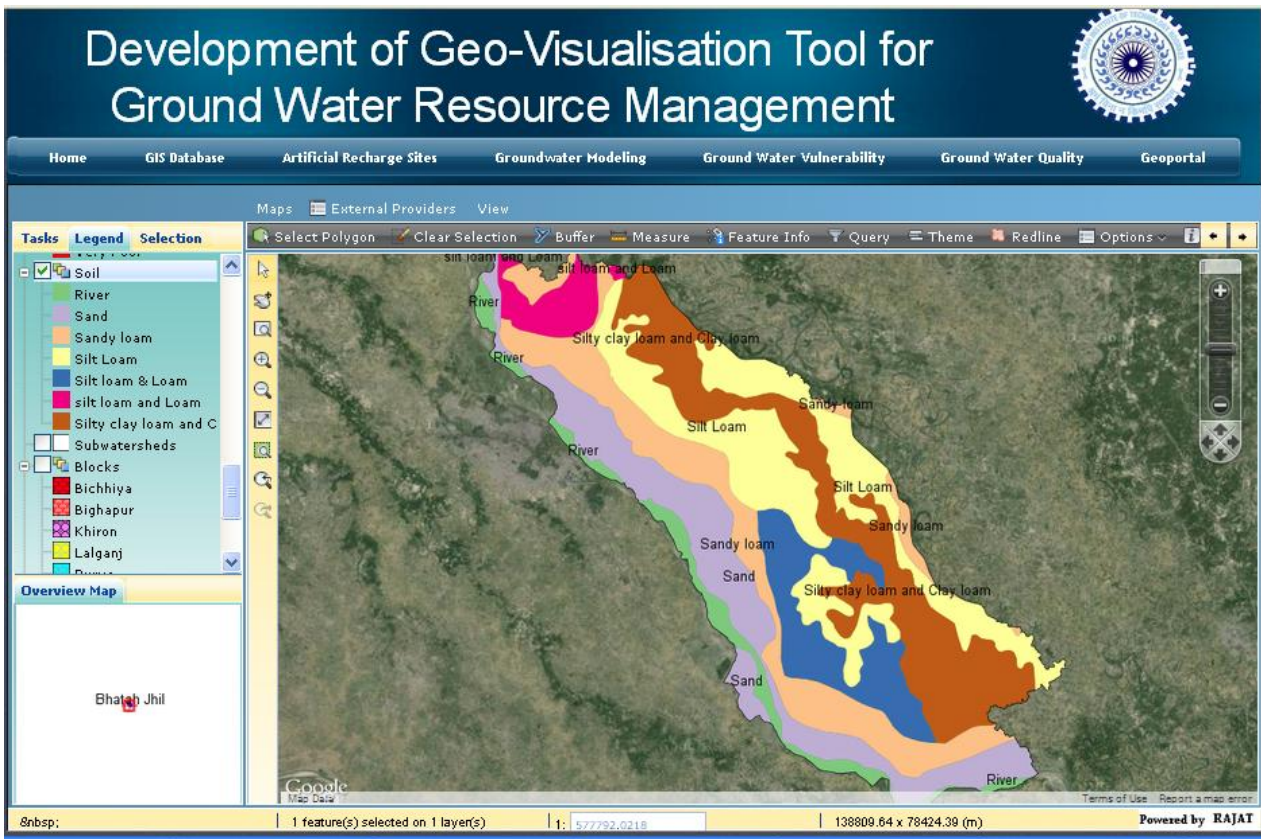 Development of Geo-Visualisation Tool for
Ground Water Resource Management
Home GIS Database Artificial Recharge Sites Groundwater Modeling Ground Water Vulnerability Ground Water Quality Geoportal
Maps External Providers View
Tasks Legend Selection
Select Polygon Clear Selection Buffer Measure Feature Info Query Theme Redline Options
Very Poor
Soil
River
Sand
Sandy loam
Silt Loam
Silt loam & Loam
silt loam and Loam
Silty clay loam and C
Subwatersheds
Blocks
Bichhiya
Bighapur
Khiron
Lalganj
Overview Map
Bhatah Jhil
silt loam and Loam
silt loam and Loam
River
Silty clay loam and Clay loam
River
Sandy loam
Silt Loam
River
Silt Loam
Sandy loam
Sandy loam
Sand
Silty clay loam and Clay loam
Sand
River
Google
Map Data
Terms of Use Report a map error
&nbsp; 1 feature(s) selected on 1 layer(s) 1: 577792.0218 138809.64 x 78424.39 (m) Powered by RAJAT